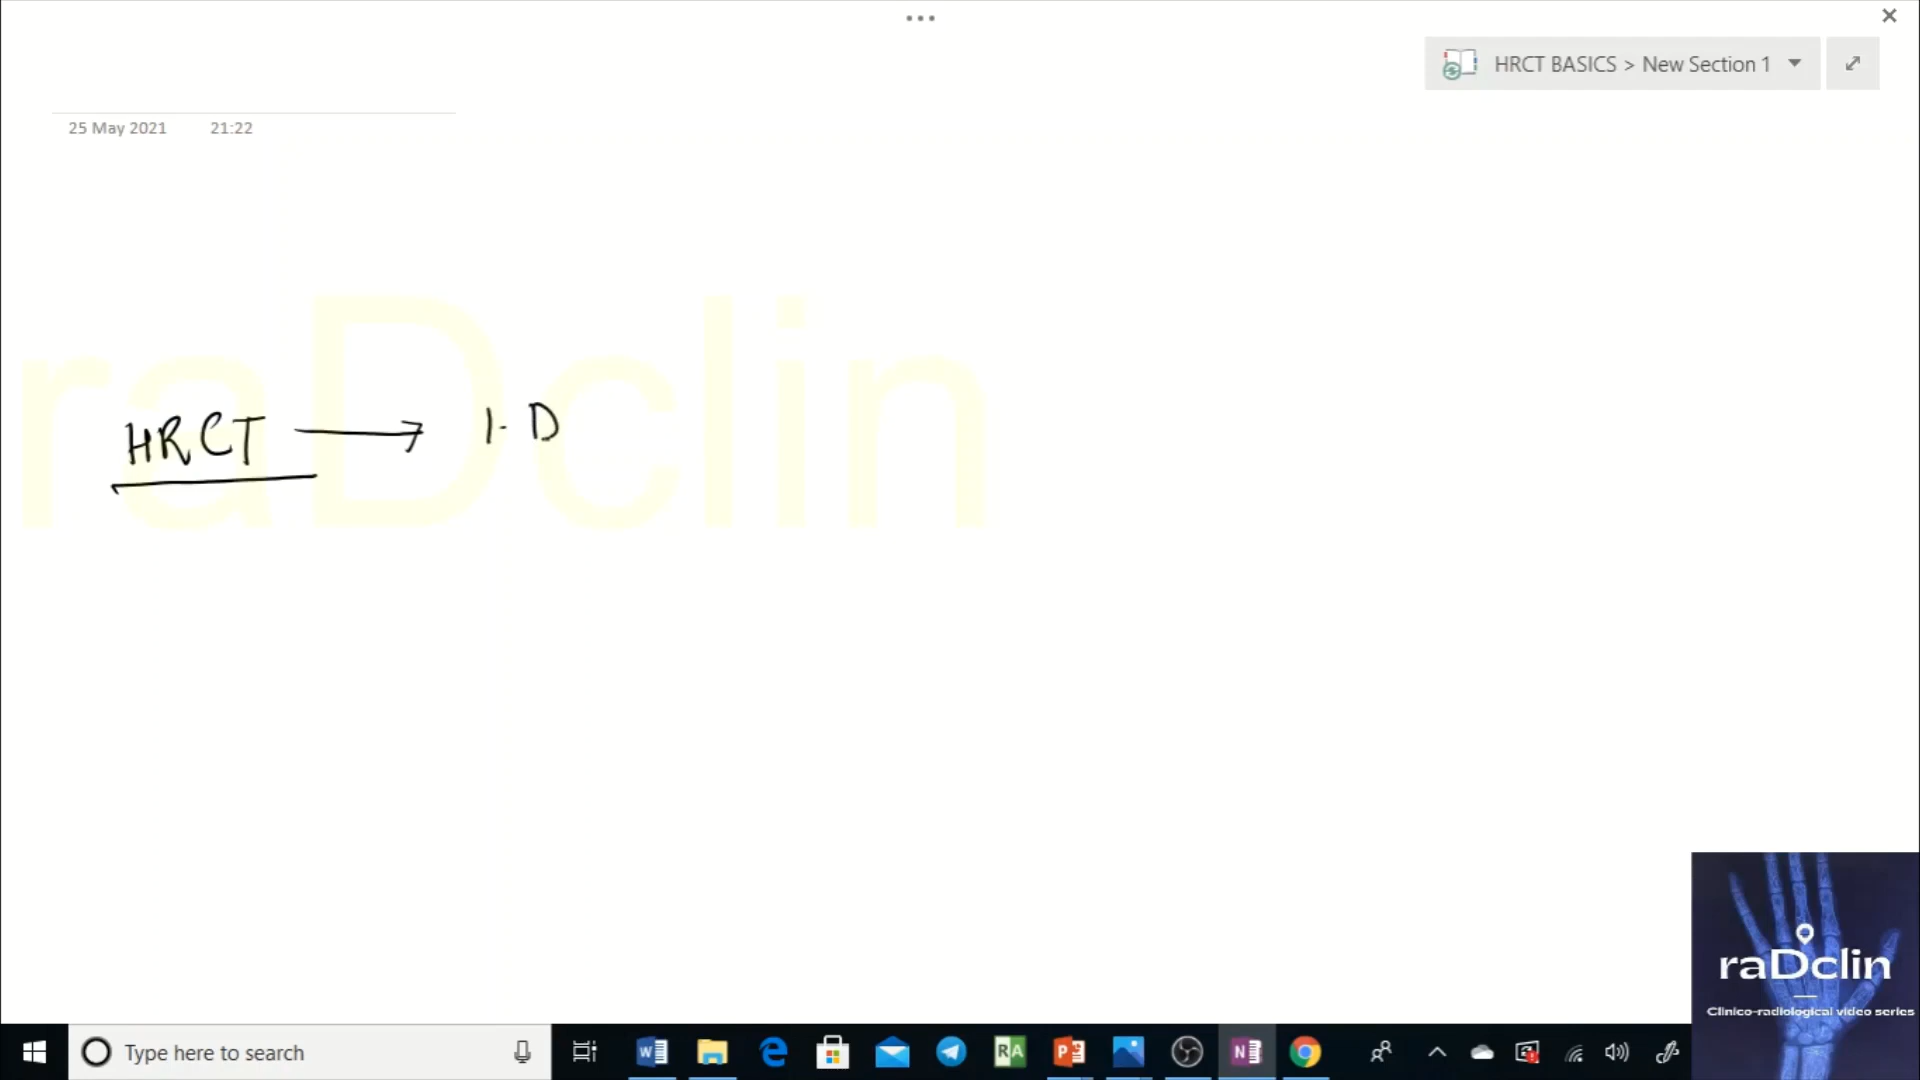 HRCT BASICS > New Section 1
25 May 2021 21:22
raDclin
HRCT → 1. D
raDclin
Clinico-radiological video series
Type here to search